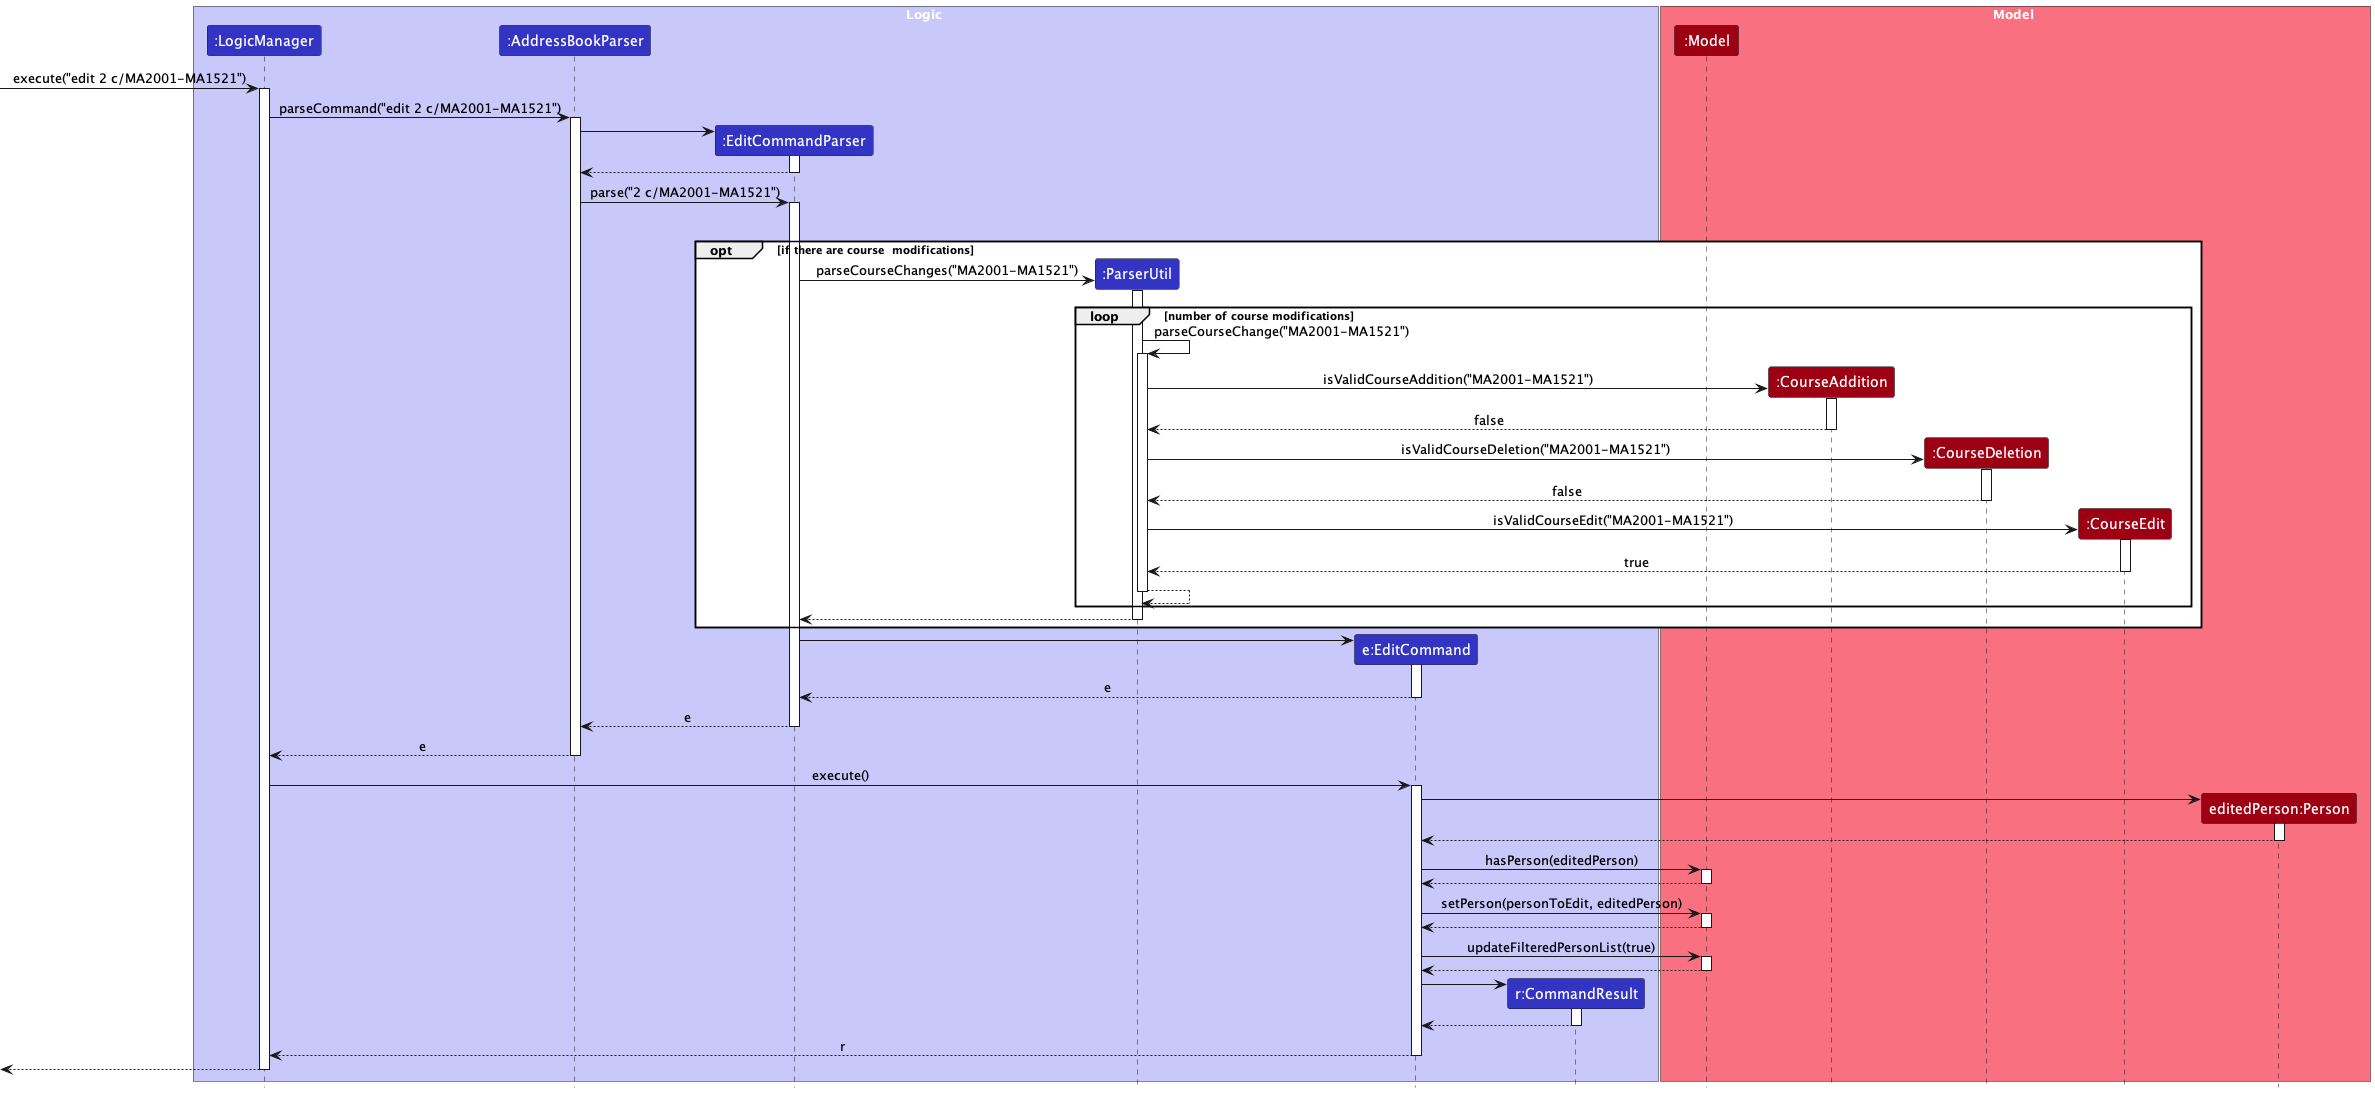 Logic
Model
:LogicManager
:AddressBookParser
:Model
execute("edit 2 c/MA2001-MA1521")
parseCommand("edit 2 c/MA2001-MA1521")
:EditCommandParser
parse("2 c/MA2001-MA1521")
opt
[if there are course  modifications]
parseCourseChanges("MA2001-MA1521")
:ParserUtil
loop
[number of course modifications]
parseCourseChange("MA2001-MA1521")
isValidCourseAddition("MA2001-MA1521")
:CourseAddition
false
isValidCourseDeletion("MA2001-MA1521")
:CourseDeletion
false
isValidCourseEdit("MA2001-MA1521")
:CourseEdit
true
e:EditCommand
e
e
e
execute()
editedPerson:Person
hasPerson(editedPerson)
setPerson(personToEdit, editedPerson)
updateFilteredPersonList(true)
r:CommandResult
r